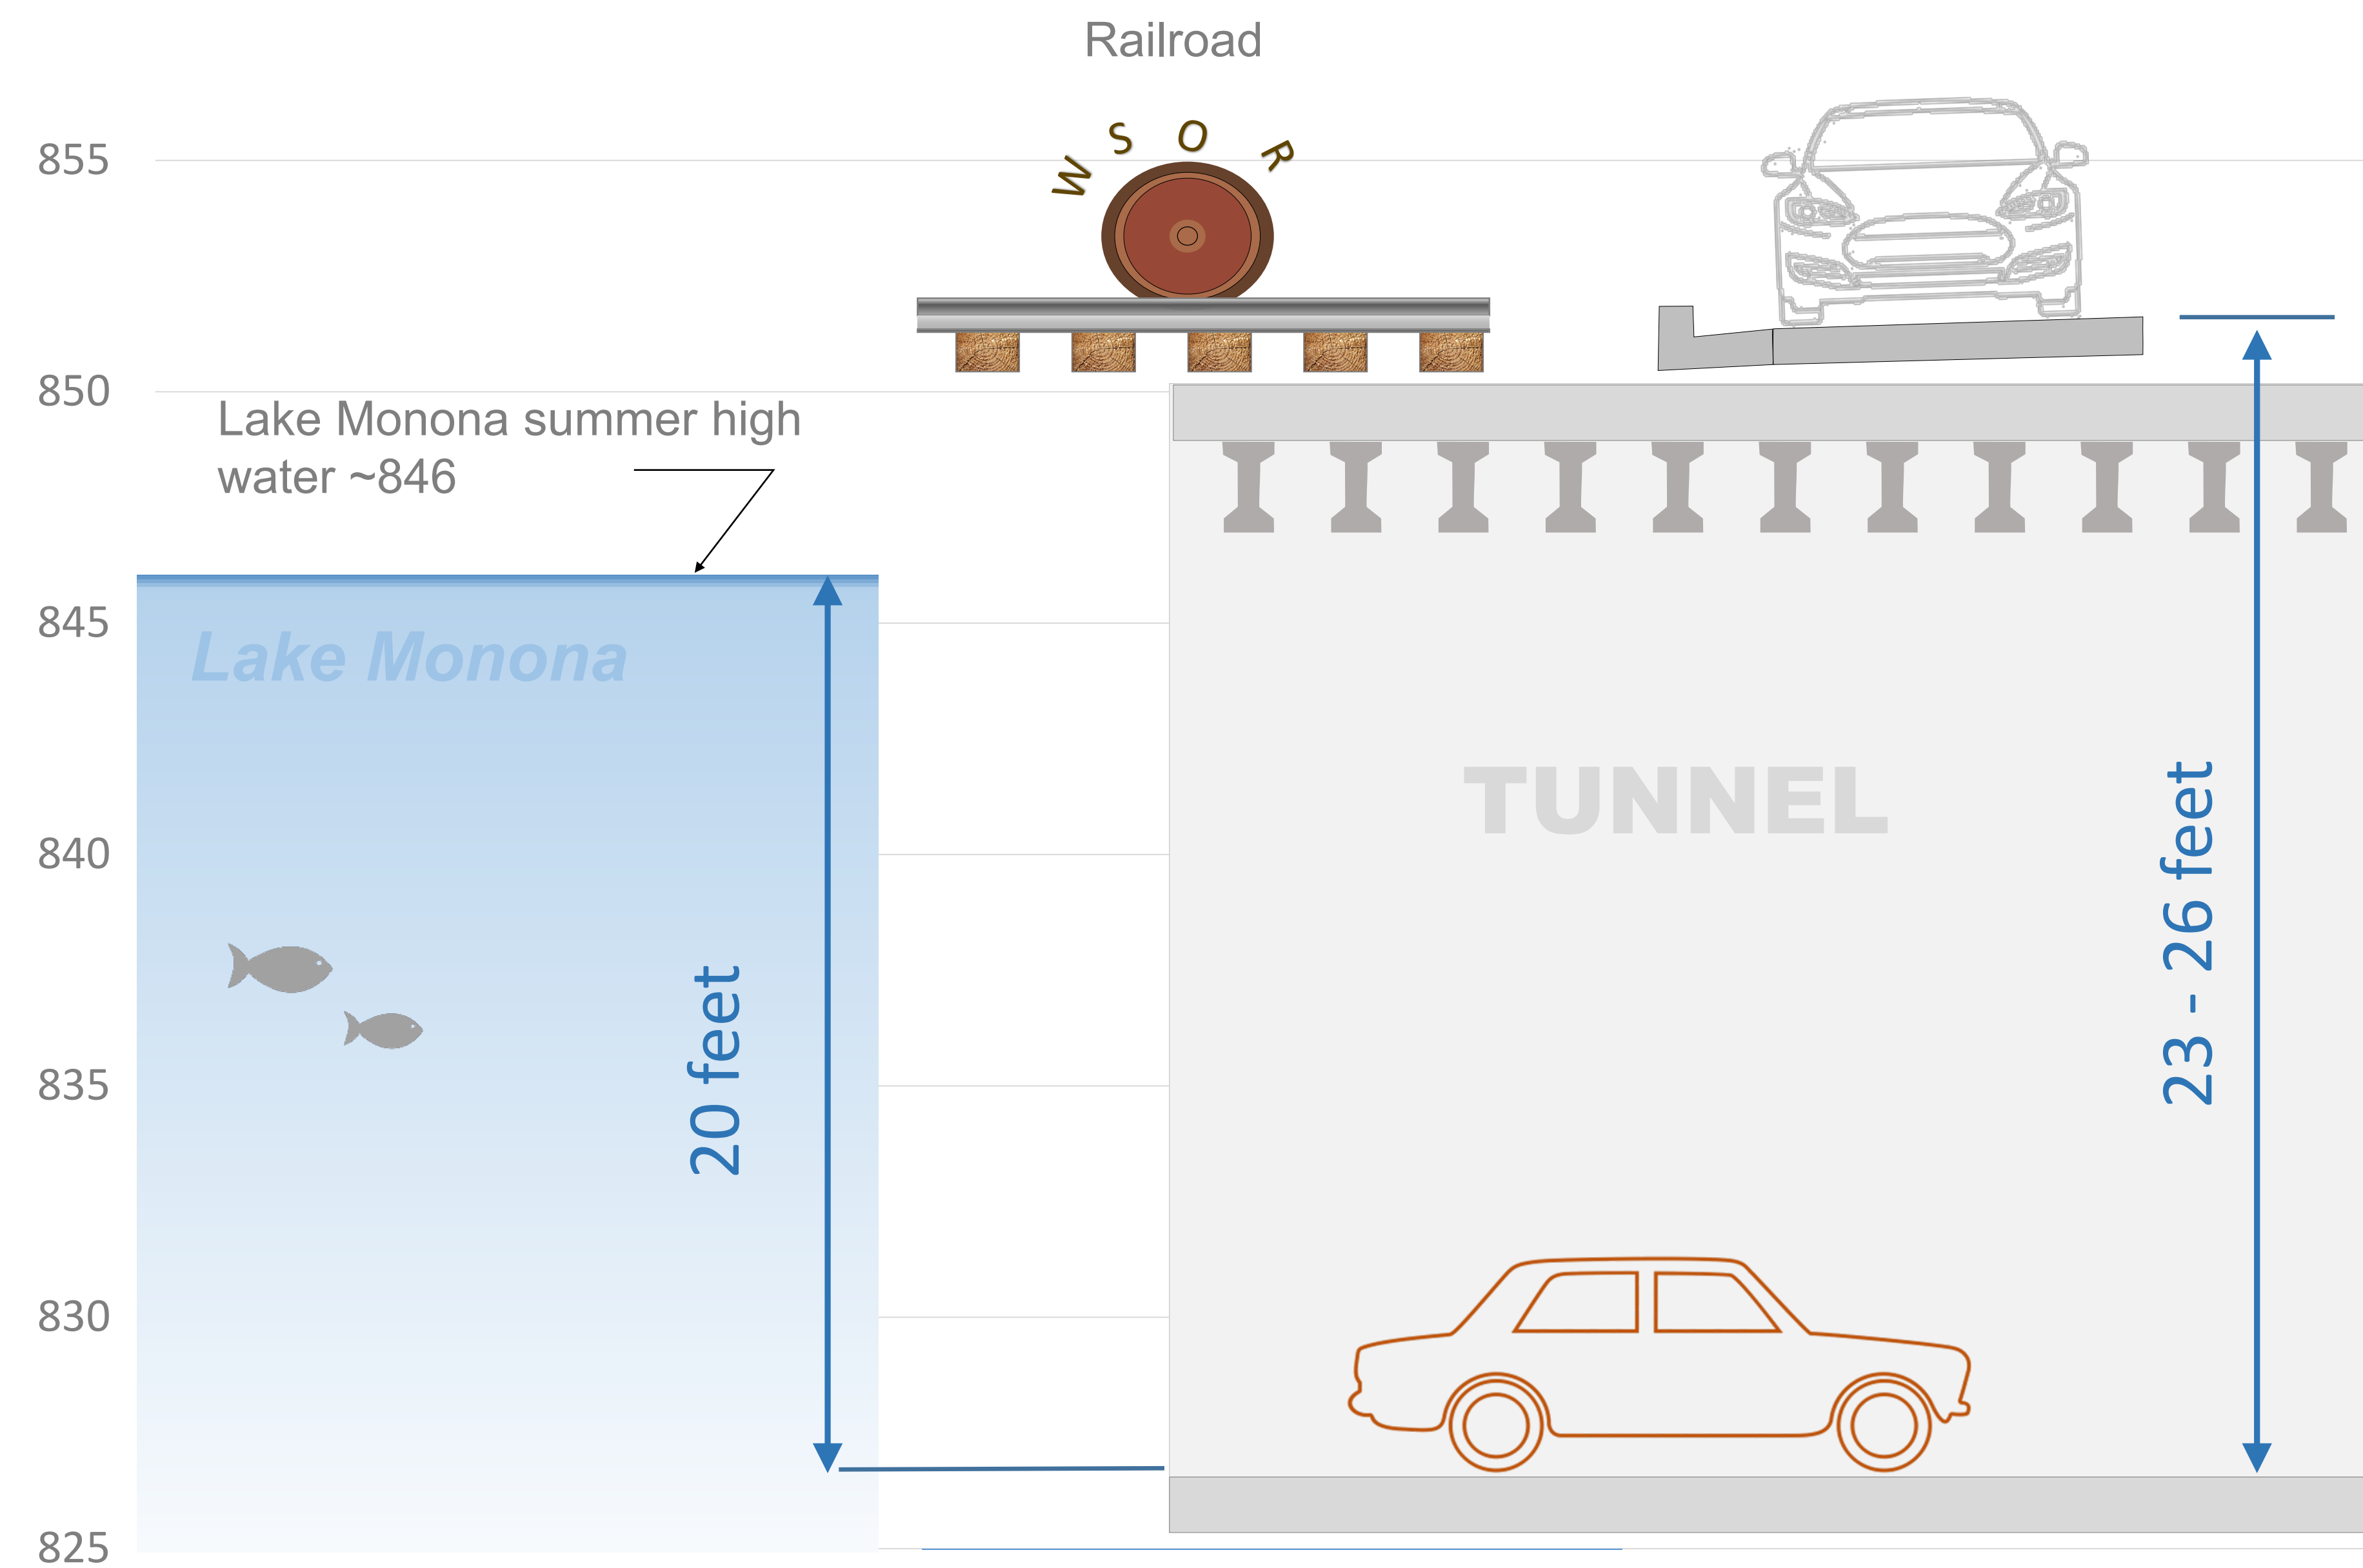 Railroad
W S O R
855
850
Lake Monona summer high
water ~846
845
Lake Monona
TUNNEL
840
23 - 26 feet
20 feet
835
830
825